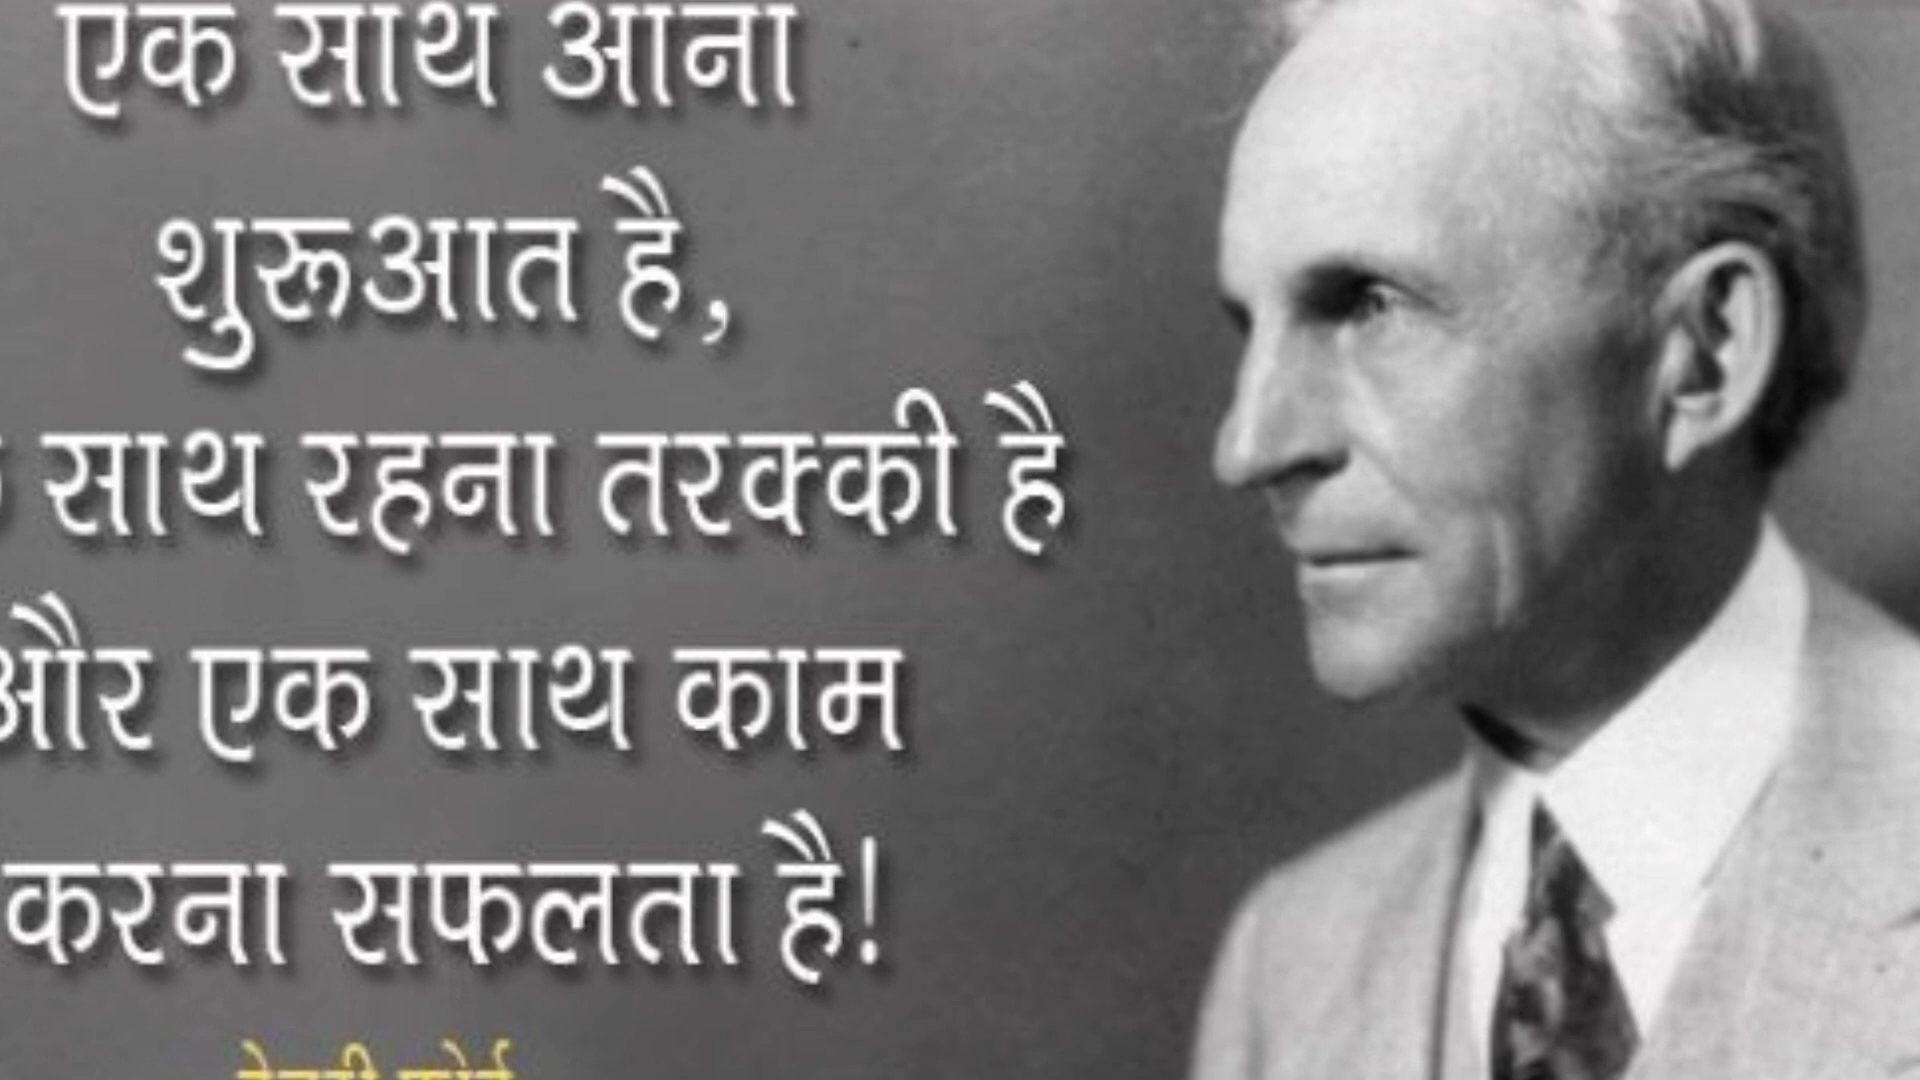 एक साथ आना
शुरूआत है,
साथ रहना तरक्की है
और एक साथ काम
करना सफलता है!